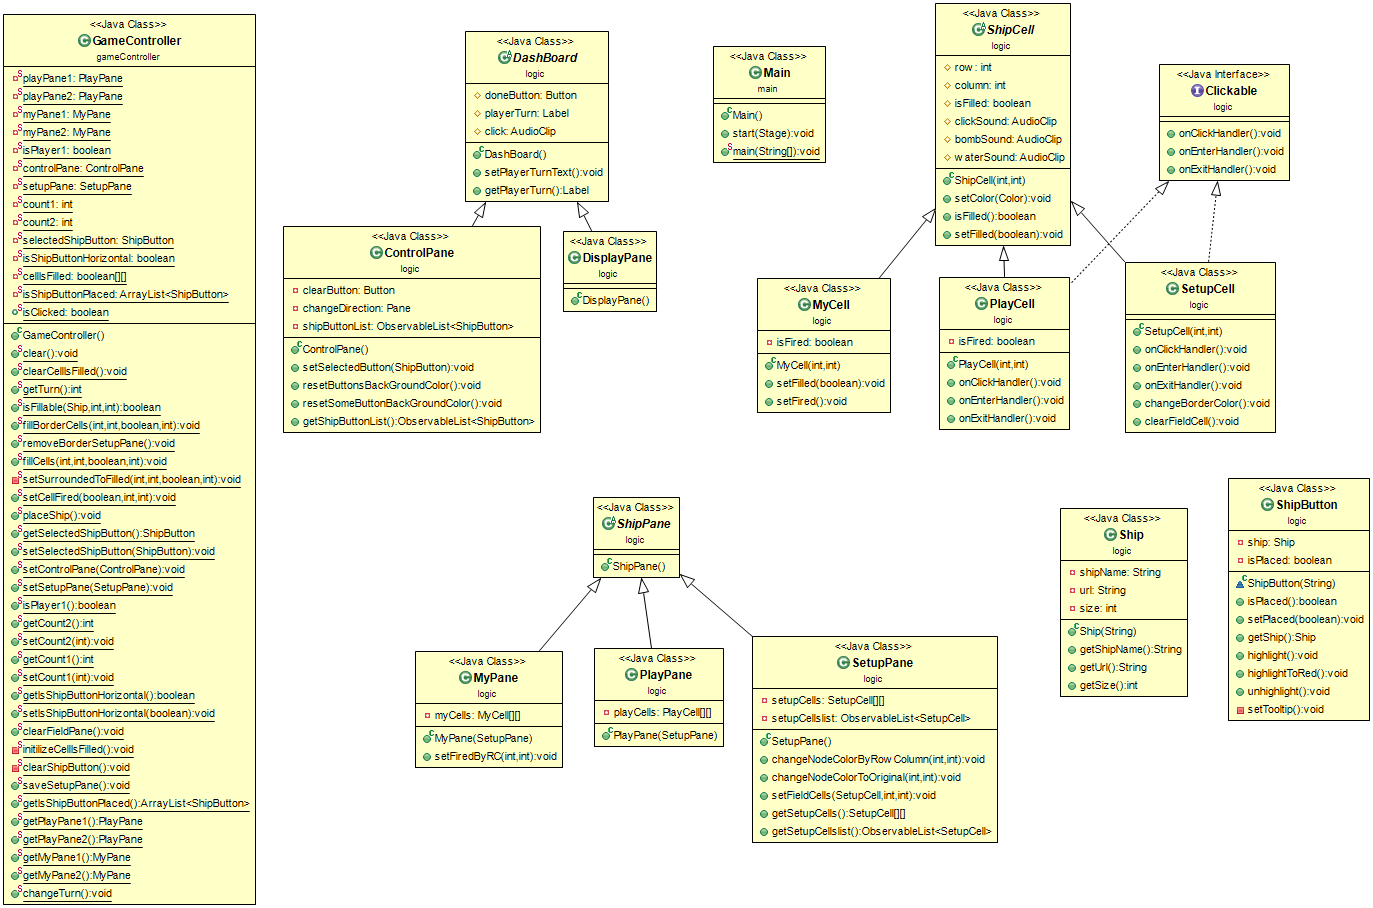 <<Java Class>>
GameController
gameController
playPane1: PlayPane
playPane2: PlayPane
myPane1: MyPane
myPane2: MyPane
isPlayer1: boolean
controlPane: ControlPane
setupPane: SetupPane
count1: int
count2: int
selectedShipButton: ShipButton
isShipButtonHorizontal: boolean
cellIsFilled: boolean[][]
isShipButtonPlaced: ArrayList<ShipButton>
isClicked: boolean
GameController()
clear():void
clearCellIsFilled():void
getTurn():int
isFillable(Ship,int,int):boolean
fillBorderCells(int,int,boolean,int):void
removeBorderSetupPane():void
fillCells(int,int,boolean,int):void
setSurroundedToFilled(int,int,boolean,int):void
setCellFired(boolean,int,int):void
placeShip():void
getSelectedShipButton():ShipButton
setSelectedShipButton(ShipButton):void
setControlPane(ControlPane):void
setSetupPane(SetupPane):void
isPlayer1():boolean
getCount2():int
setCount2(int):void
getCount1():int
setCount1(int):void
getIsShipButtonHorizontal():boolean
setIsShipButtonHorizontal(boolean):void
clearFieldPane():void
initilizeCellIsFilled():void
clearShipButton():void
saveSetupPane():void
getIsShipButtonPlaced():ArrayList<ShipButton>
getPlayPane1():PlayPane
getPlayPane2():PlayPane
getMyPane1():MyPane
getMyPane2():MyPane
changeTurn():void
<<Java Class>>
DashBoard
logic
doneButton: Button
playerTurn: Label
click: AudioClip
DashBoard()
setPlayerTurnText():void
getPlayerTurn():Label
<<Java Class>>
ControlPane
logic
clearButton: Button
changeDirection: Pane
shipButtonList: ObservableList<ShipButton>
ControlPane()
setSelectedButton(ShipButton):void
resetButtonsBackGroundColor():void
resetSomeButtonBackGroundColor():void
getShipButtonList():ObservableList<ShipButton>
<<Java Class>>
DisplayPane
logic
DisplayPane()
<<Java Class>>
Main
main
Main()
start(Stage):void
main(String[]):void
<<Java Class>>
ShipCell
logic
row: int
column: int
isFilled: boolean
clickSound: AudioClip
bombSound: AudioClip
waterSound: AudioClip
ShipCell(int,int)
setColor(Color):void
isFilled():boolean
setFilled(boolean):void
<<Java Interface>>
Clickable
logic
onClickHandler():void
onEnterHandler():void
onExitHandler():void
<<Java Class>>
MyCell
logic
isFired: boolean
MyCell(int,int)
setFilled(boolean):void
setFired():void
<<Java Class>>
PlayCell
logic
isFired: boolean
PlayCell(int,int)
onClickHandler():void
onEnterHandler():void
onExitHandler():void
<<Java Class>>
SetupCell
logic
SetupCell(int,int)
onClickHandler():void
onEnterHandler():void
onExitHandler():void
changeBorderColor():void
clearFieldCell():void
<<Java Class>>
ShipPane
logic
ShipPane()
<<Java Class>>
MyPane
logic
myCells: MyCell[][]
MyPane(SetupPane)
setFiredByRC(int,int):void
<<Java Class>>
PlayPane
logic
playCells: PlayCell[][]
PlayPane(SetupPane)
<<Java Class>>
SetupPane
logic
setupCells: SetupCell[][]
setupCellslist: ObservableList<SetupCell>
SetupPane()
changeNodeColorByRowColumn(int,int):void
changeNodeColorToOriginal(int,int):void
setFieldCells(SetupCell,int,int):void
getSetupCells():SetupCell[][]
getSetupCellslist():ObservableList<SetupCell>
<<Java Class>>
Ship
logic
shipName: String
url: String
size: int
Ship(String)
getShipName():String
getUrl():String
getSize():int
<<Java Class>>
ShipButton
logic
ship: Ship
isPlaced: boolean
ShipButton(String)
isPlaced():boolean
setPlaced(boolean):void
getShip():Ship
highlight():void
highlightToRed():void
unhighlight():void
setTooltip():void